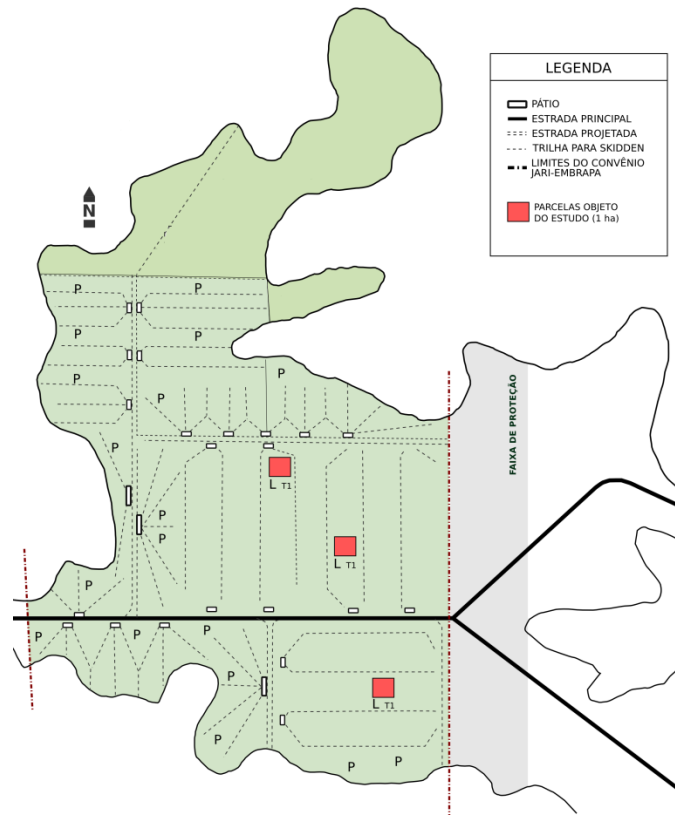 LEGENDA
PÁTIO
ESTRADA PRINCIPAL
ESTRADA PROJETADA
TRILHA PARA SKIDDEN
LIMITES DO CONVÊNIO
JARI-EMBRAPA
PARCELAS OBJETO
DO ESTUDO (1 ha)
N
P
P
P
P
P
P
P
P
FAIXA DE PROTEÇÃO
L T1
P
P
L T1
P
P
P
P
P
L T1
P
P
P